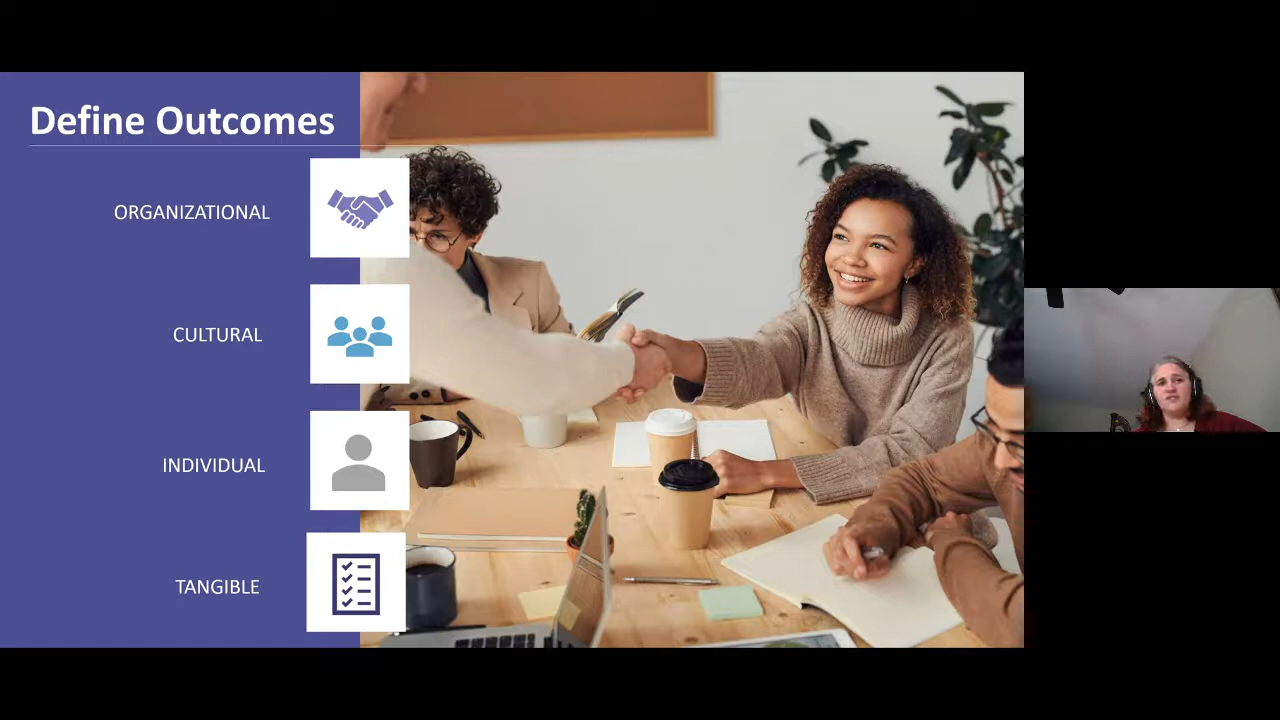 Define Outcomes
ORGANIZATIONAL
CULTURAL
INDIVIDUAL
TANGIBLE